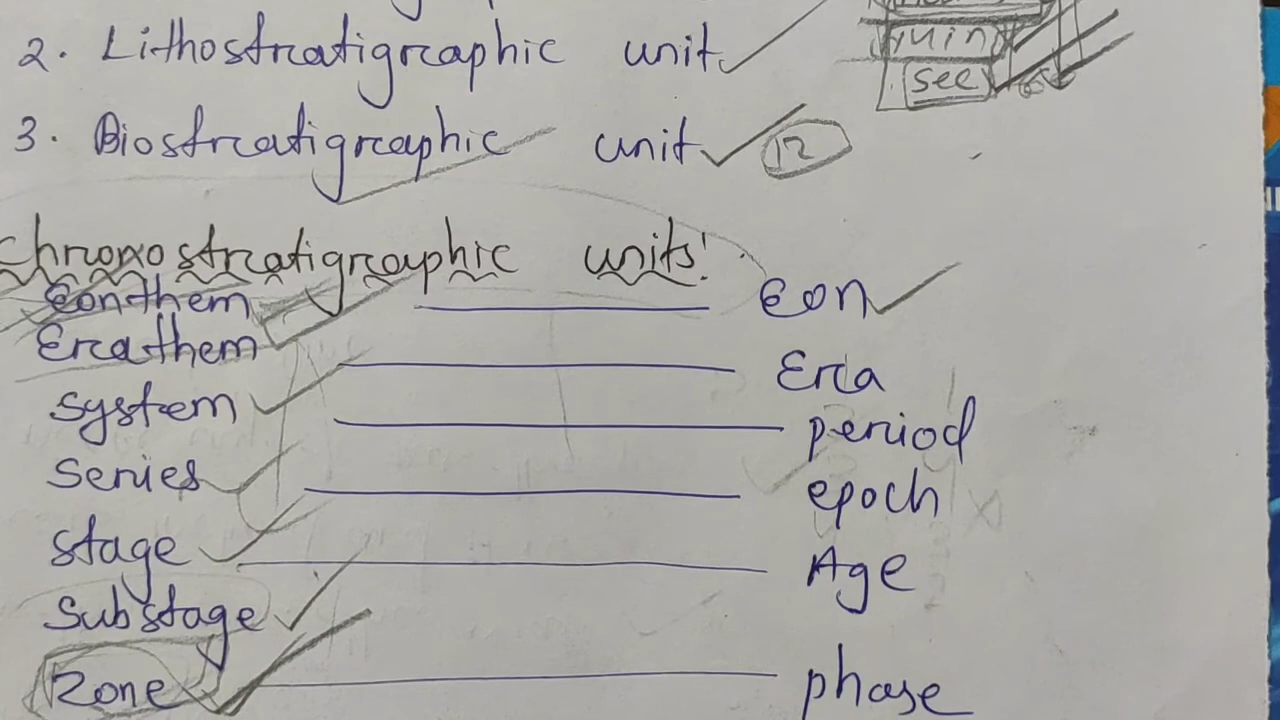 2. Lithostratigraphic unit
see
3. Biostratigraphic unit 12
Chronostratigraphic units!
Eonthem Eon
Erathem Era
System period
Series epoch
Stage Age
Substage
Zone phase